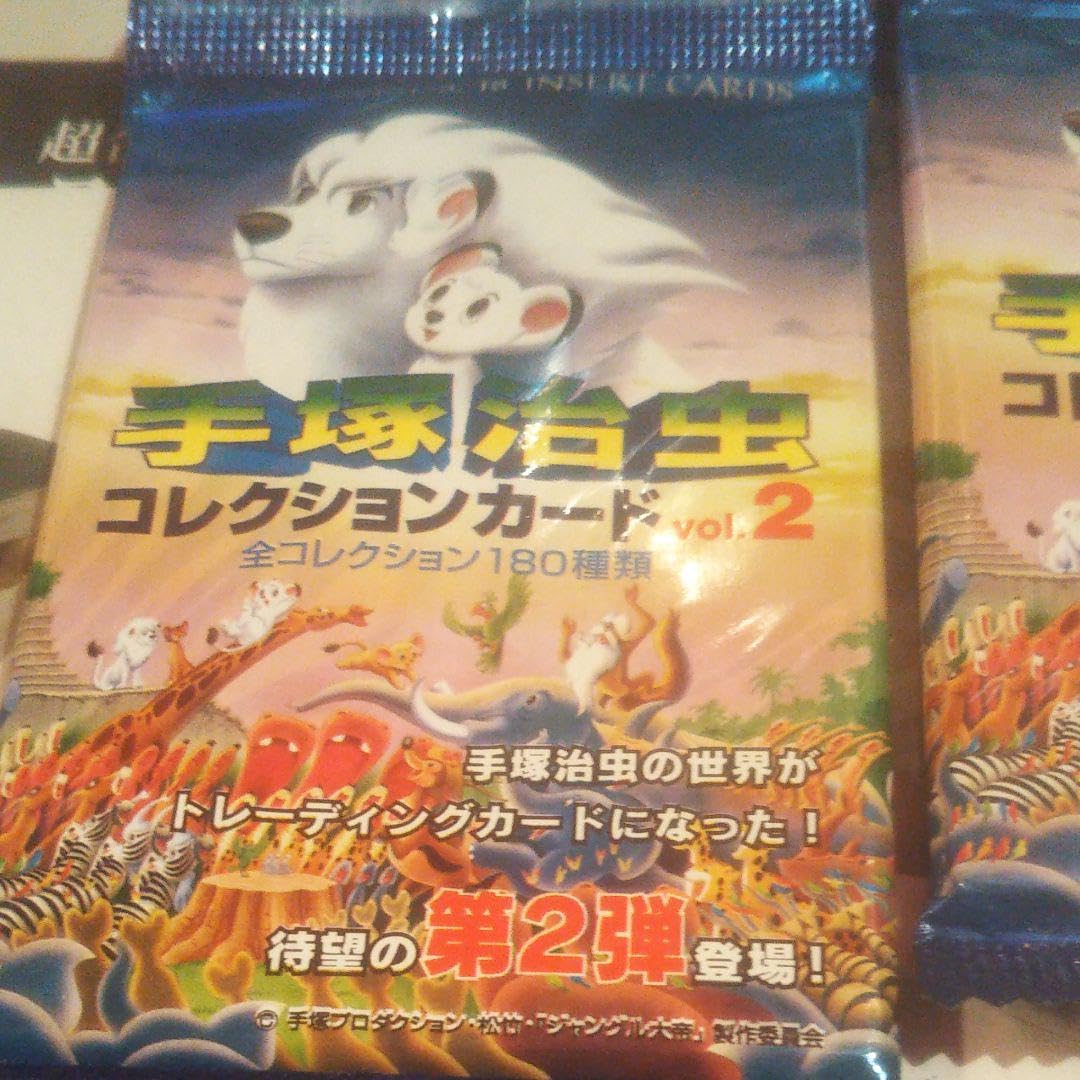 INSERT CARDS
超
手塚治虫
コレクションカード vol.2
全コレクション180種類
手塚治虫の世界が
トレーディングカードになった！
待望の第2弾登場！
© 手塚プロダクション・松竹・「ジャングル大帝」製作委員会
手
コレ